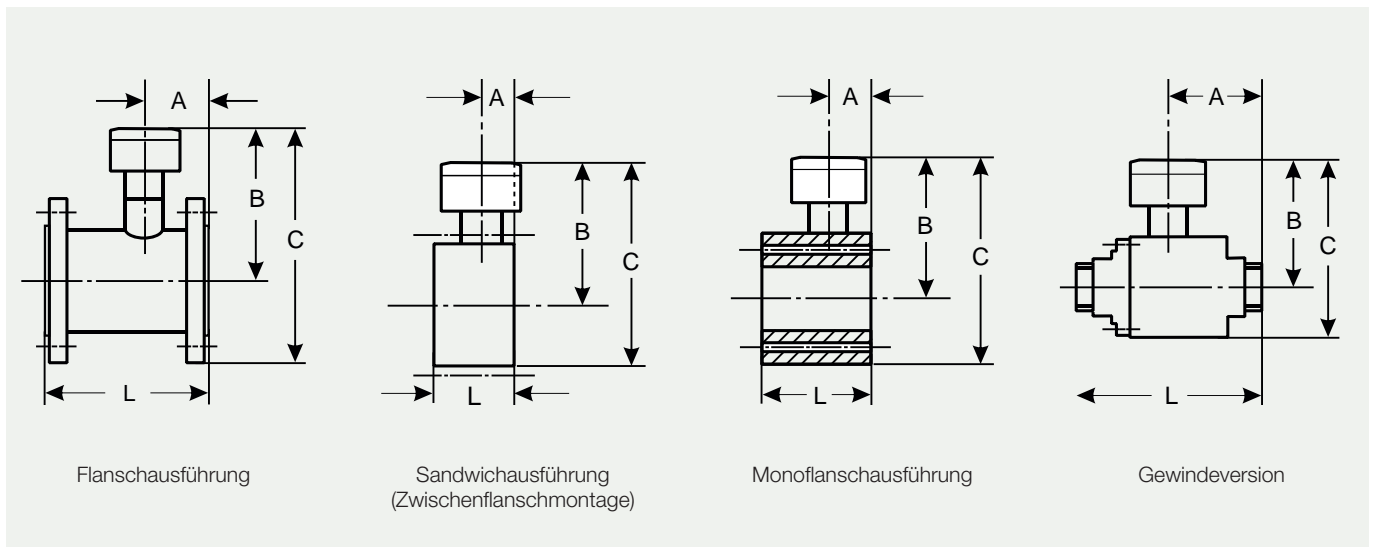 A
B
C
L
Flanschausführung
A
B
C
L
Sandwichausführung
(Zwischenflanschmontage)
A
B
C
L
Monoflanschausführung
A
B
C
L
Gewindeversion